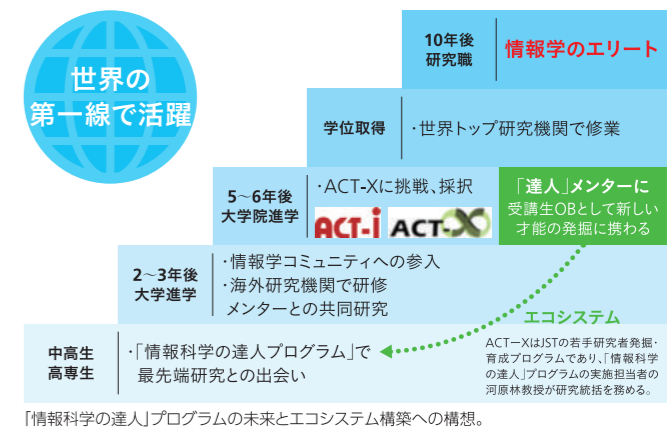 世界の
第一線で活躍
10年後
研究職
情報学のエリート
学位取得
・世界トップ研究機関で修業
5〜6年後
大学院進学
・ACT-Xに挑戦、採択
ACT-i ACT-X
「達人」メンターに
受講生OBとして新しい
才能の発掘に携わる
2〜3年後
大学進学
・情報学コミュニティへの参入
・海外研究機関で研修
メンターとの共同研究
エコシステム
中高生
高専生
・「情報科学の達人プログラム」で
最先端研究との出会い
ACTーXはJSTの若手研究者発掘・
育成プログラムであり、「情報科学
の達人」プログラムの実施担当者の
河原林教授が研究統括を務める。
「情報科学の達人」プログラムの未来とエコシステム構築への構想。